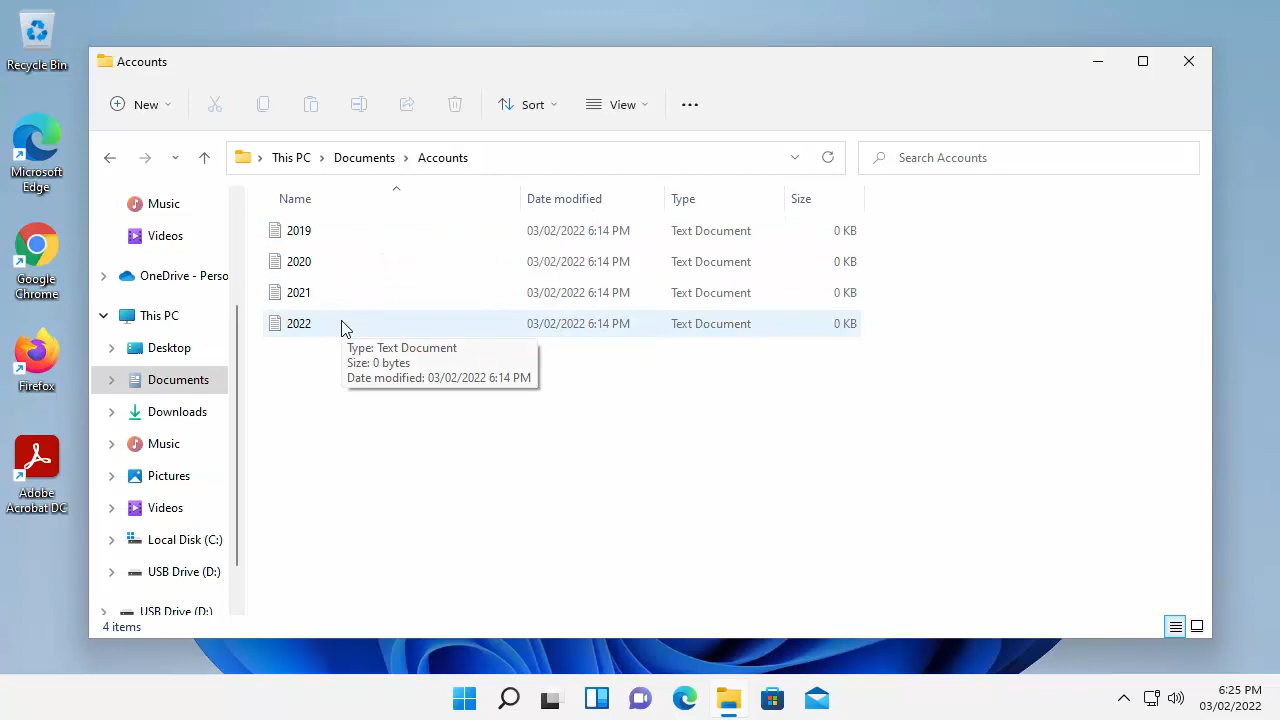 Recycle Bin
Microsoft
Edge
Google
Chrome
Firefox
Adobe
Acrobat DC
Accounts
New
Sort
View
This PC
Documents
Accounts
Search Accounts
Music
Videos
OneDrive - Perso
This PC
Desktop
Documents
Downloads
Music
Pictures
Videos
Local Disk (C:)
USB Drive (D:)
USB Drive (D:)
Name Date modified Type Size
2019 03/02/2022 6:14 PM Text Document 0 KB
2020 03/02/2022 6:14 PM Text Document 0 KB
2021 03/02/2022 6:14 PM Text Document 0 KB
2022 03/02/2022 6:14 PM Text Document 0 KB
Type: Text Document
Size: 0 bytes
Date modified: 03/02/2022 6:14 PM
4 items
6:25 PM
03/02/2022